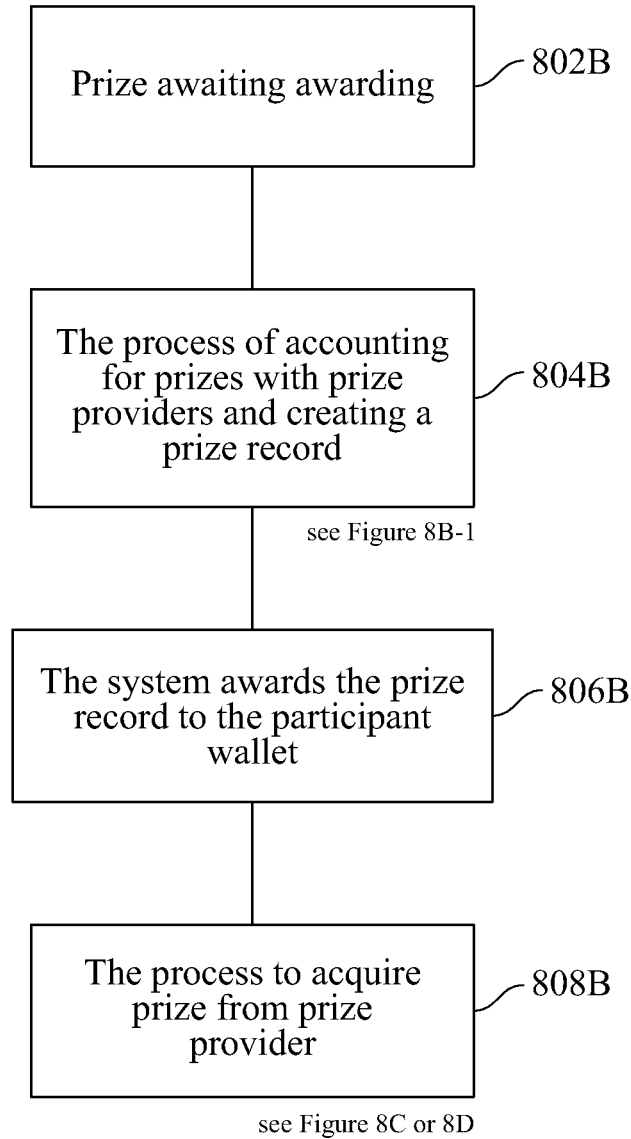 Prize awaiting awarding
802B
The process of accounting
for prizes with prize
providers and creating a
prize record
804B
see Figure 8B-1
The system awards the prize
record to the participant
wallet
806B
The process to acquire
prize from prize
provider
808B
see Figure 8C or 8D